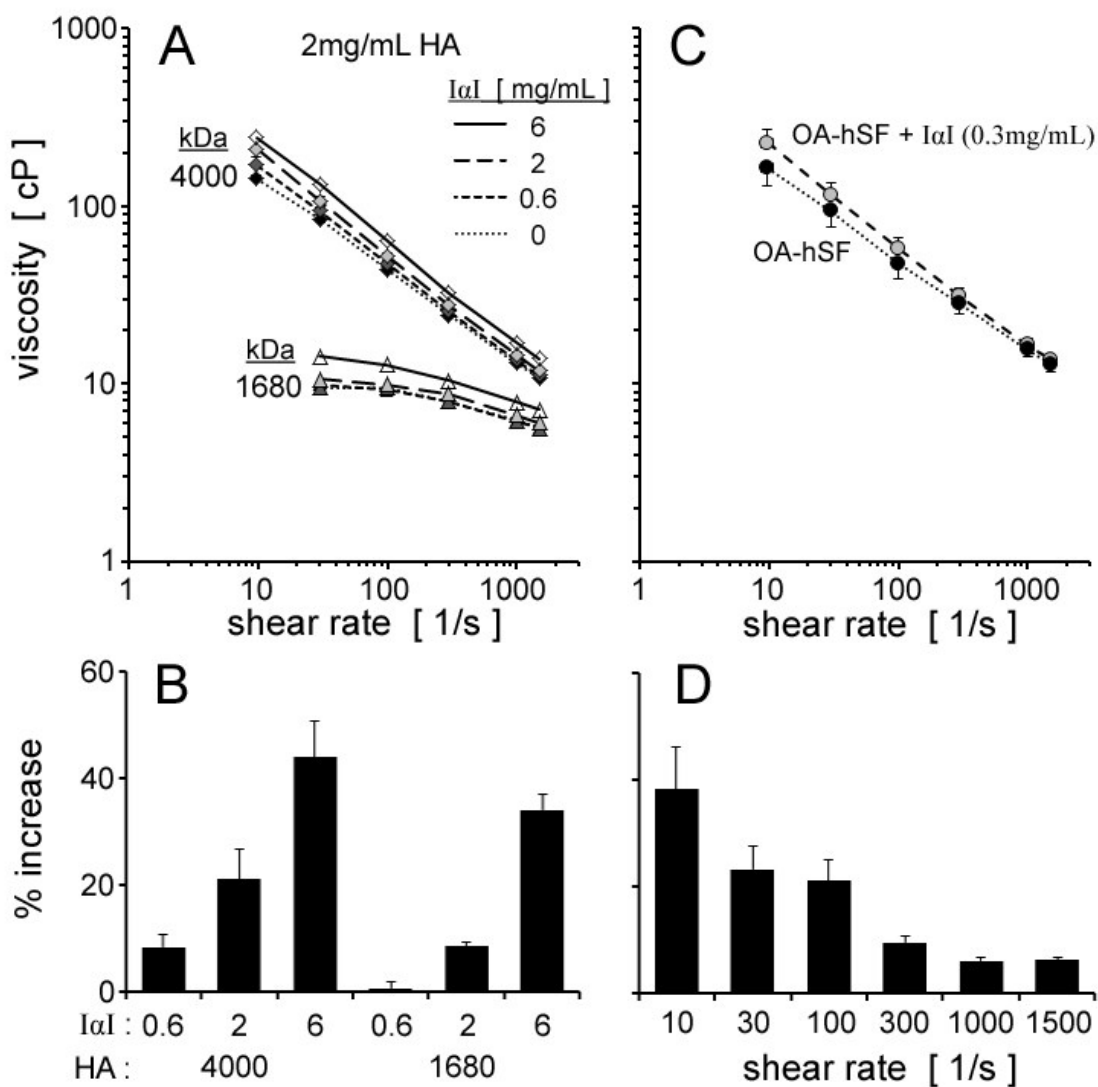 A
2mg/mL HA
IαI [ mg/mL ]
6
2
0.6
0
kDa
4000
kDa
1680
1000
100
10
1
viscosity [ cP ]
1 10 100 1000
shear rate [ 1/s ]
C
OA-hSF + IαI (0.3mg/mL)
OA-hSF
1 10 100 1000
shear rate [ 1/s ]
B
60
40
20
0
% increase
IαI : 0.6 2 6 0.6 2 6
HA : 4000 1680
D
10 30 100 300 1000 1500
shear rate [ 1/s ]